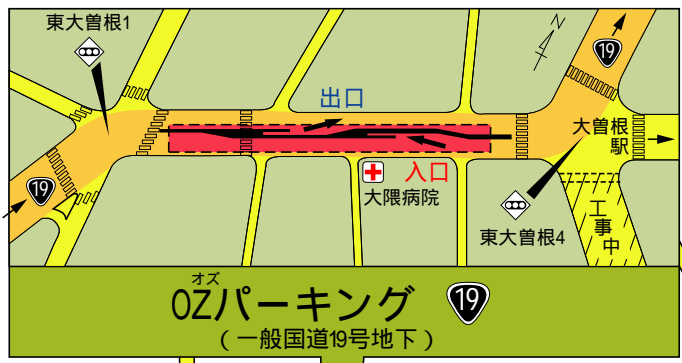 東大曽根1
N
19
出口
大曽根
駅
入口
大隈病院
19
東大曽根4
工
事
中
オズ
OZパーキング 19
(一般国道19号地下)